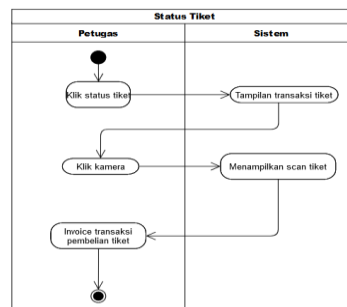 Status Tiket
Petugas
Sistem
Klik status tiket
Tampilan transaksi tiket
Klik kamera
Menampilkan scan tiket
Invoice transaksi
pembelian tiket